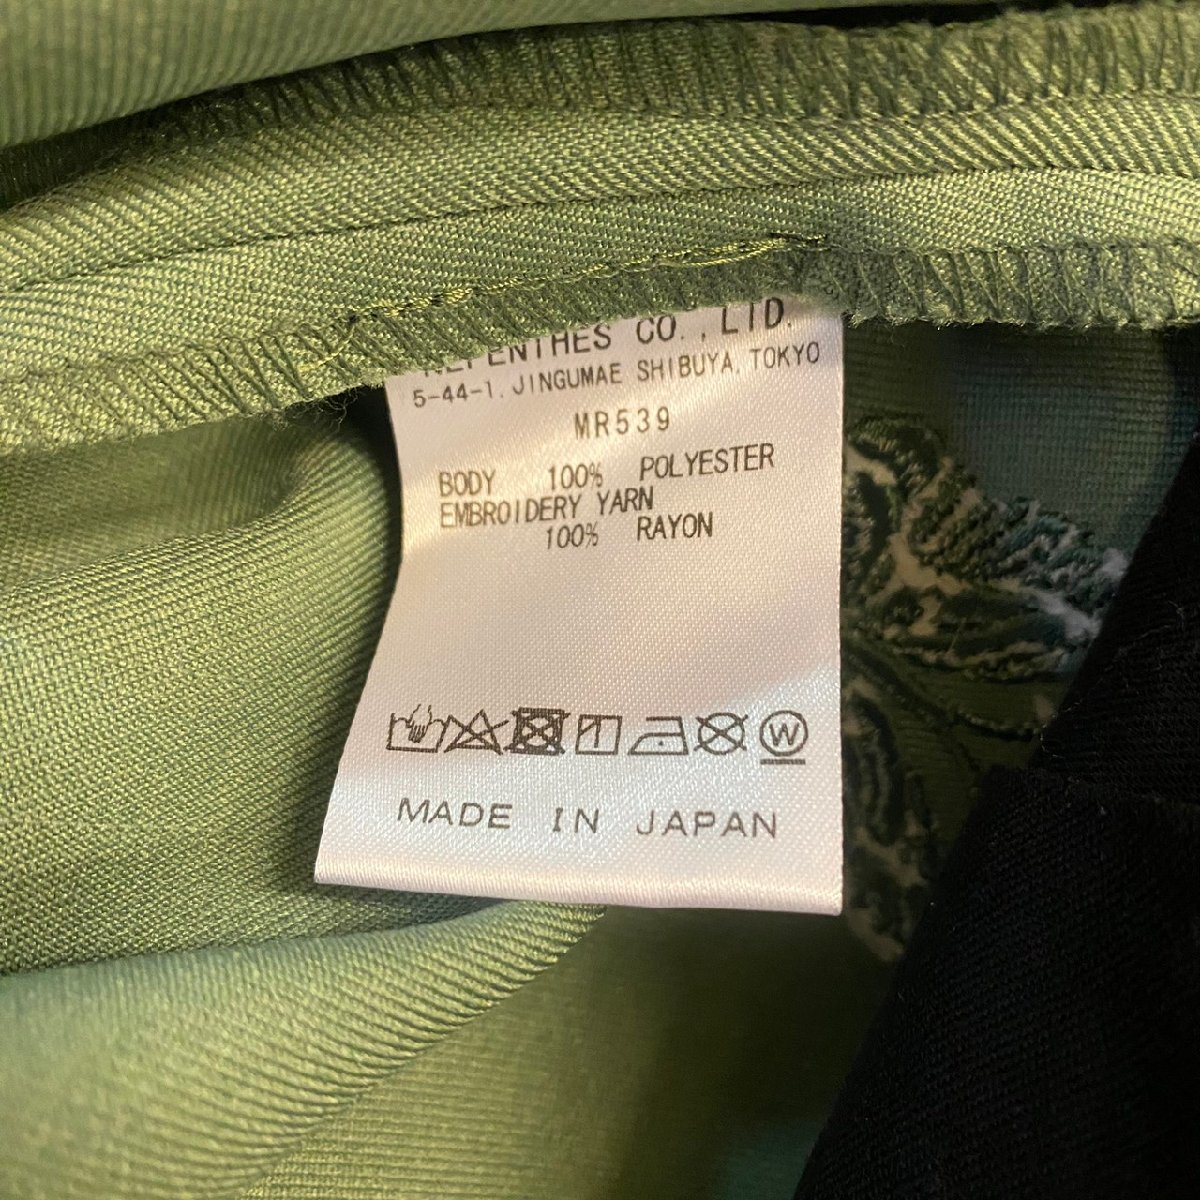 NEPENTHES CO.,LTD.
5-44-1,JINGUMAE SHIBUYA,TOKYO
MR539
BODY 100% POLYESTER
EMBROIDERY YARN
100% RAYON
W
MADE IN JAPAN